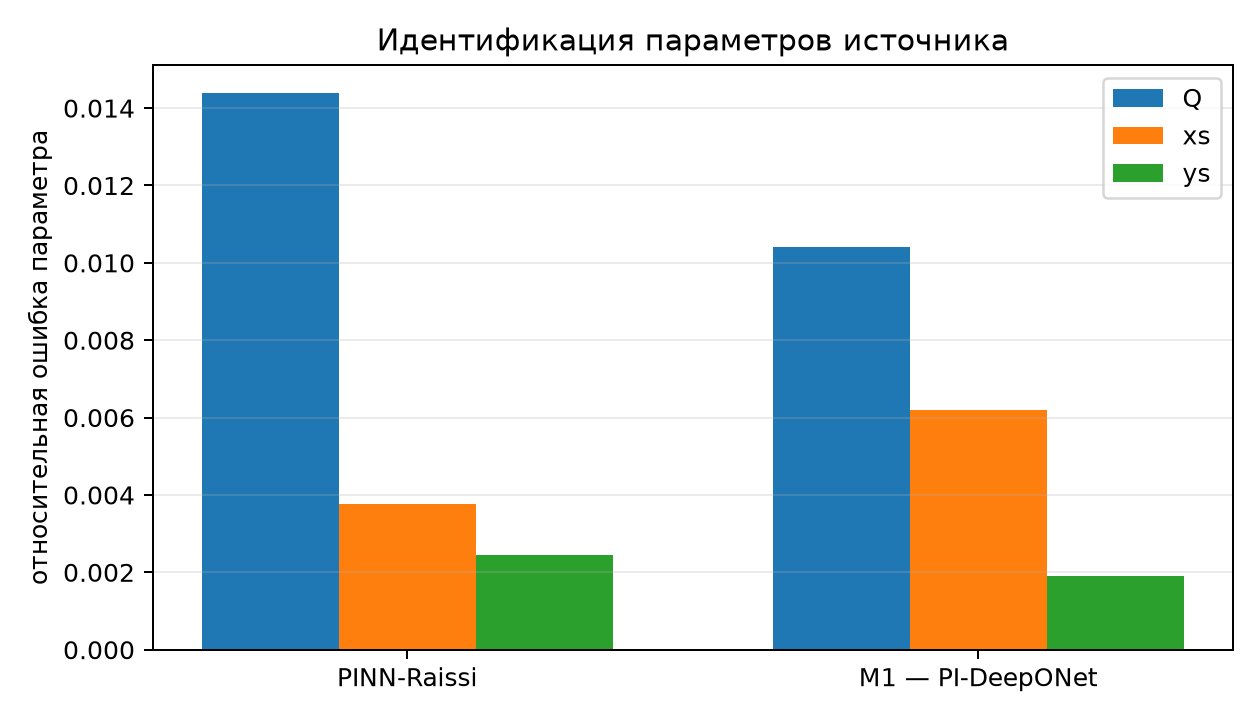 Идентификация параметров источника
относительная ошибка параметра
0.014
0.012
0.010
0.008
0.006
0.004
0.002
0.000
Q
xs
ys
PINN-Raissi
M1 — PI-DeepONet